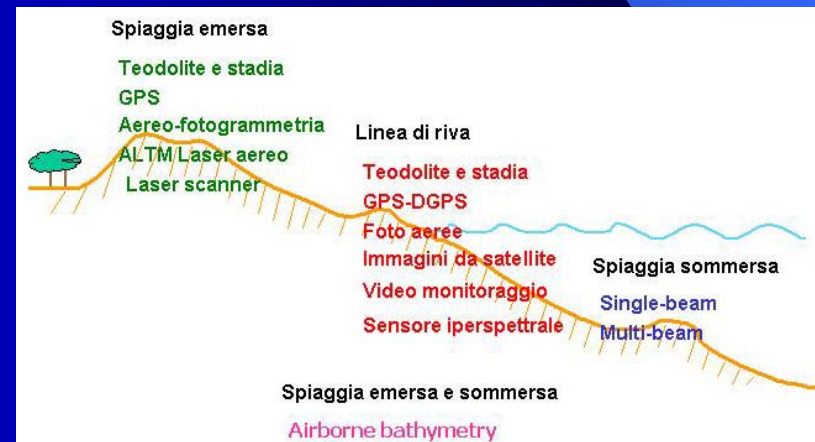 Spiaggia emersa
Teodolite e stadia
GPS
Aereo-fotogrammetria
ALTM Laser aereo
Laser scanner
Linea di riva
Teodolite e stadia
GPS-DGPS
Foto aeree
Immagini da satellite
Video monitoraggio
Sensore iperspettrale
Spiaggia sommersa
Single-beam
Multi-beam
Spiaggia emersa e sommersa
Airborne bathymetry